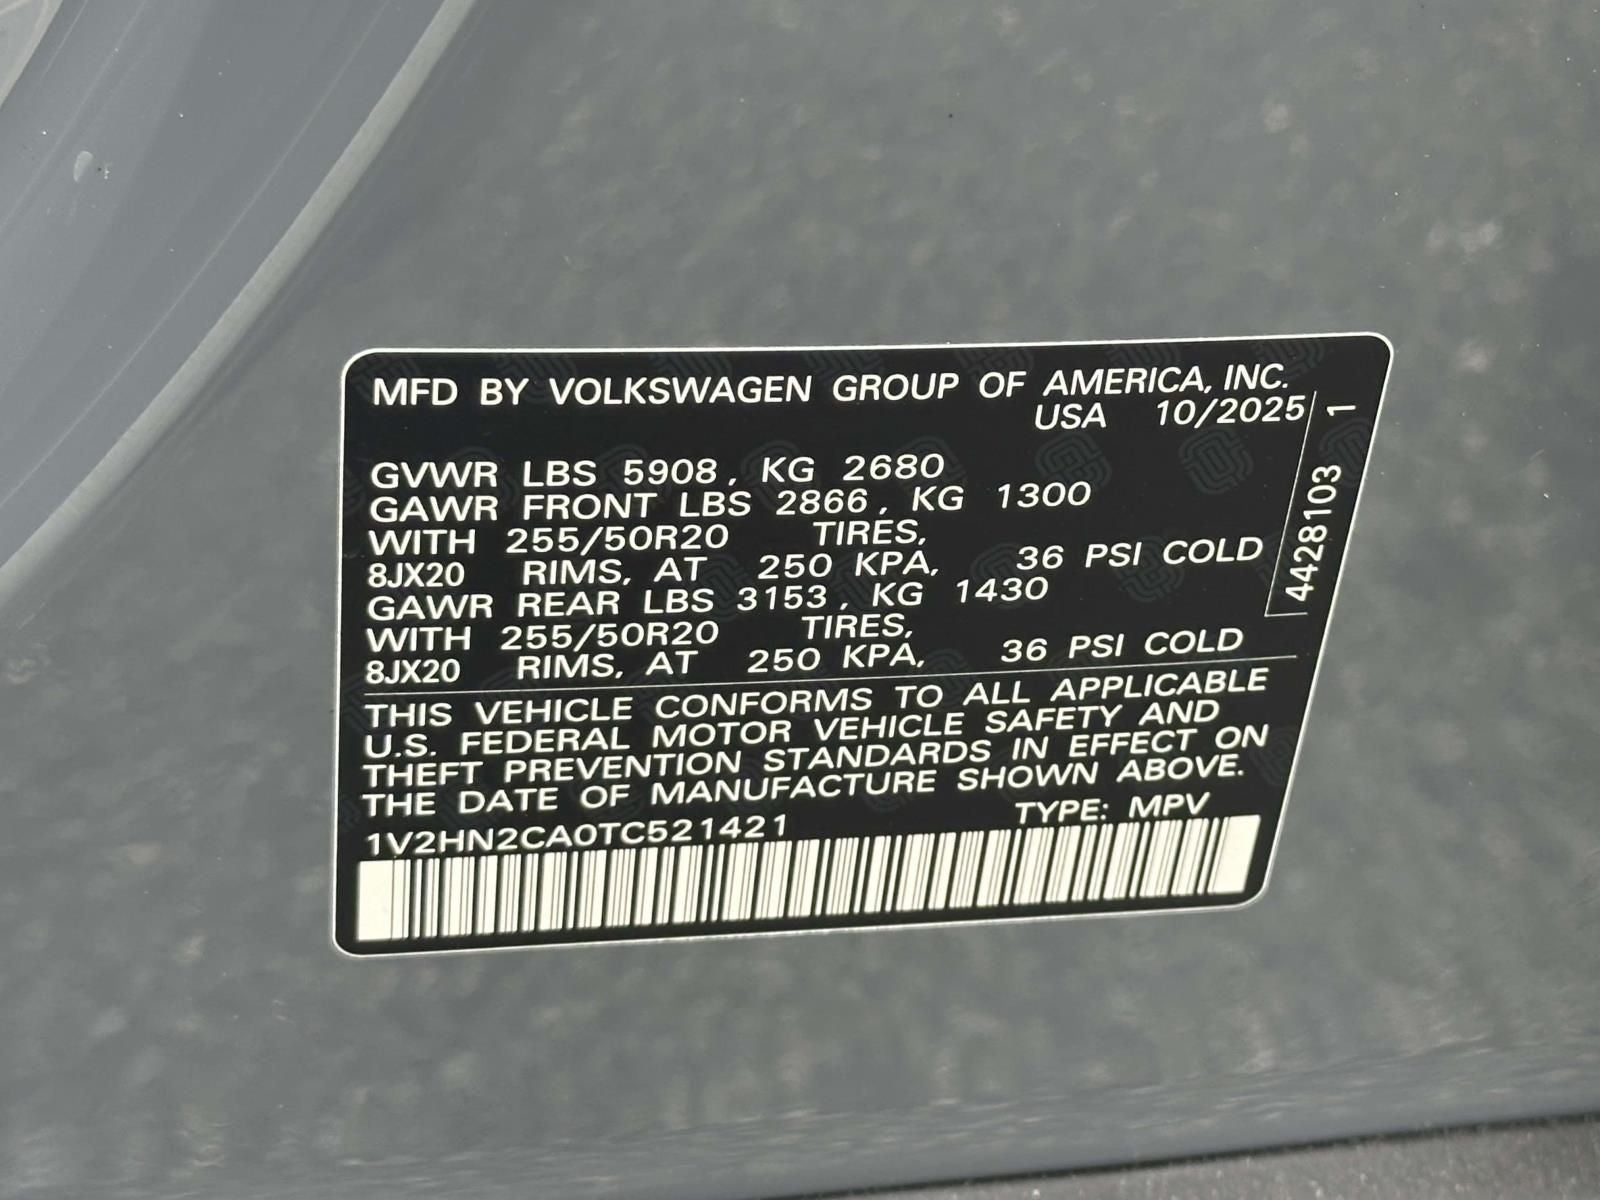 MFD BY VOLKSWAGEN GROUP OF AMERICA, INC.
USA 10/2025
GVWR LBS 5908, KG 2680
GAWR FRONT LBS 2866, KG 1300
WITH 255/50R20 TIRES,
8JX20 RIMS, AT 250 KPA, 36 PSI COLD
GAWR REAR LBS 3153, KG 1430
WITH 255/50R20 TIRES,
8JX20 RIMS, AT 250 KPA, 36 PSI COLD
THIS VEHICLE CONFORMS TO ALL APPLICABLE
U.S. FEDERAL MOTOR VEHICLE SAFETY AND
THEFT PREVENTION STANDARDS IN EFFECT ON
THE DATE OF MANUFACTURE SHOWN ABOVE.
1V2HN2CA0TC521421 TYPE: MPV
4428103 1